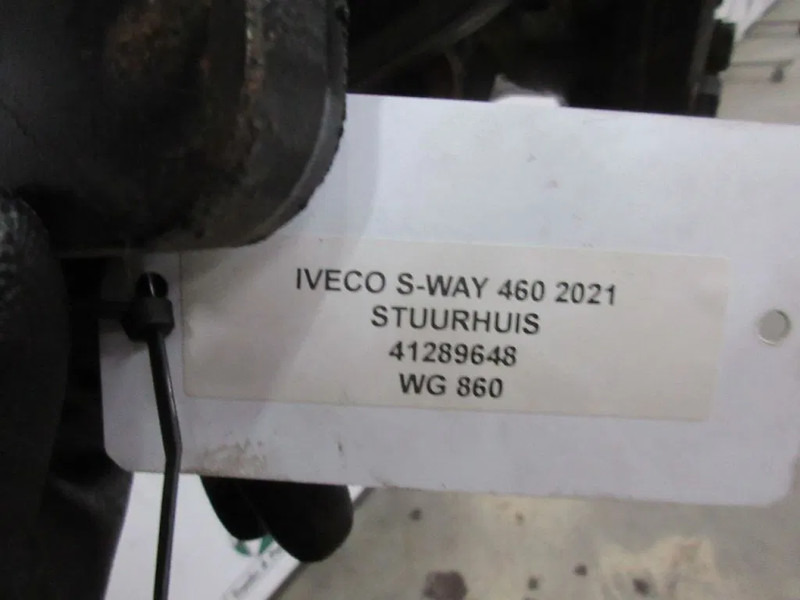 IVECO S-WAY 460 2021
STUURHUIS
41289648
WG 860